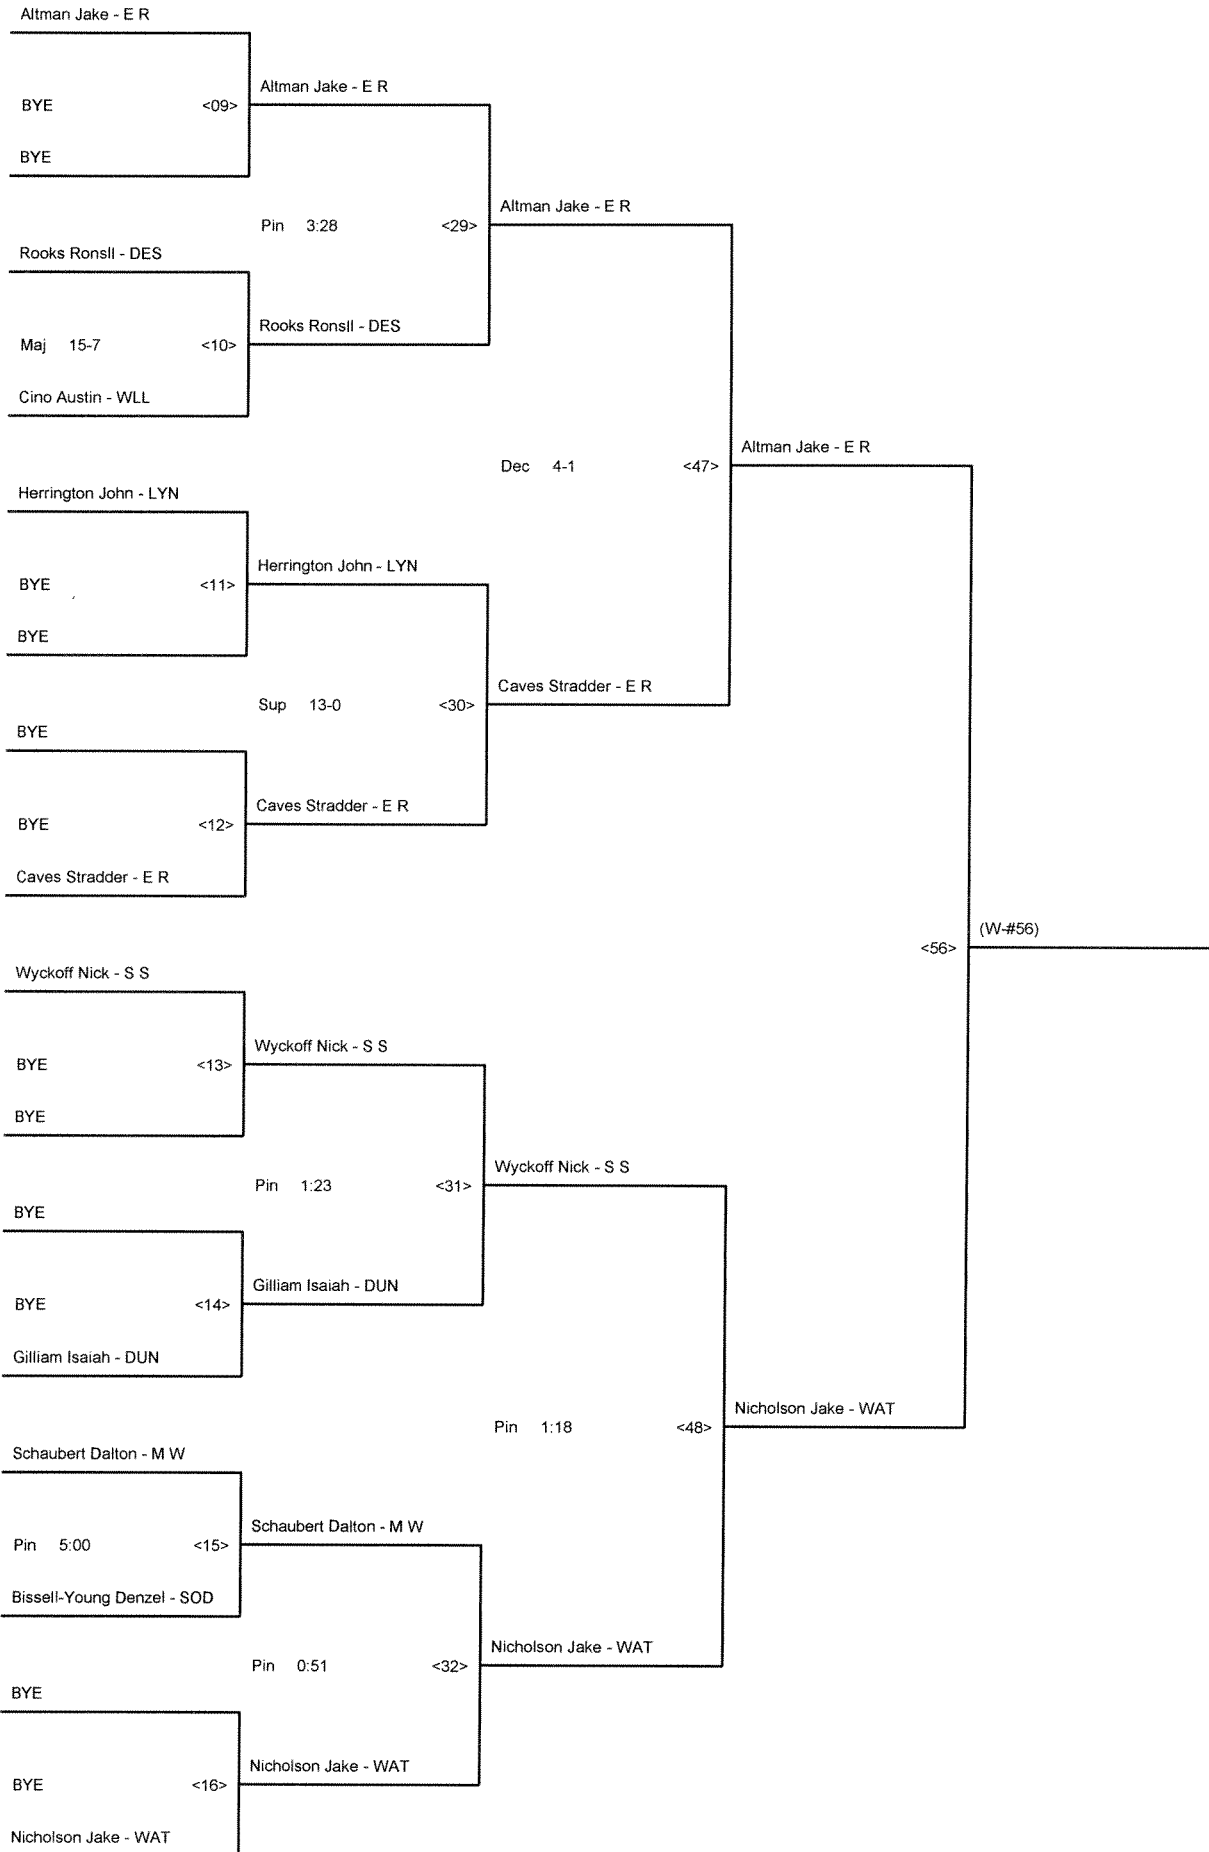 Altman Jake - E R
Altman Jake - E R
BYE <09>
BYE
Altman Jake - E R
Pin 3:28 <29>
Rooks RonsII - DES
Rooks RonsII - DES
Maj 15-7 <10>
Cino Austin - WLL
Altman Jake - E R
Dec 4-1 <47>
Herrington John - LYN
Herrington John - LYN
BYE <11>
BYE
Caves Stradder - E R
Sup 13-0 <30>
BYE
Caves Stradder - E R
BYE <12>
Caves Stradder - E R
(W-#56)
<56>
Wyckoff Nick - S S
Wyckoff Nick - S S
BYE <13>
BYE
Wyckoff Nick - S S
Pin 1:23 <31>
BYE
Gilliam Isaiah - DUN
BYE <14>
Gilliam Isaiah - DUN
Nicholson Jake - WAT
Pin 1:18 <48>
Schaubert Dalton - M W
Schaubert Dalton - M W
Pin 5:00 <15>
Bissell-Young Denzel - SOD
Nicholson Jake - WAT
Pin 0:51 <32>
BYE
Nicholson Jake - WAT
BYE <16>
Nicholson Jake - WAT